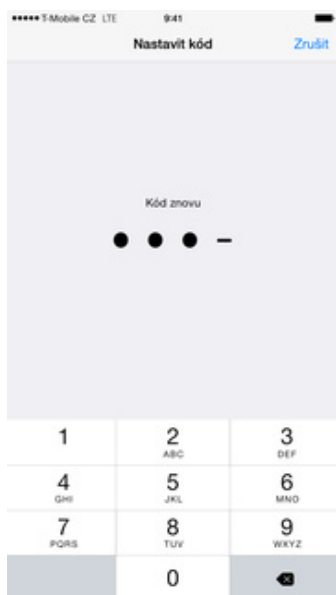 T-Mobile CZ LTE 9:41
Nastavit kód Zrušit
Kód znovu
1 2 3
ABC DEF
4 5 6
GHI JKL MNO
7 8 9
PQRS TUV WXYZ
0